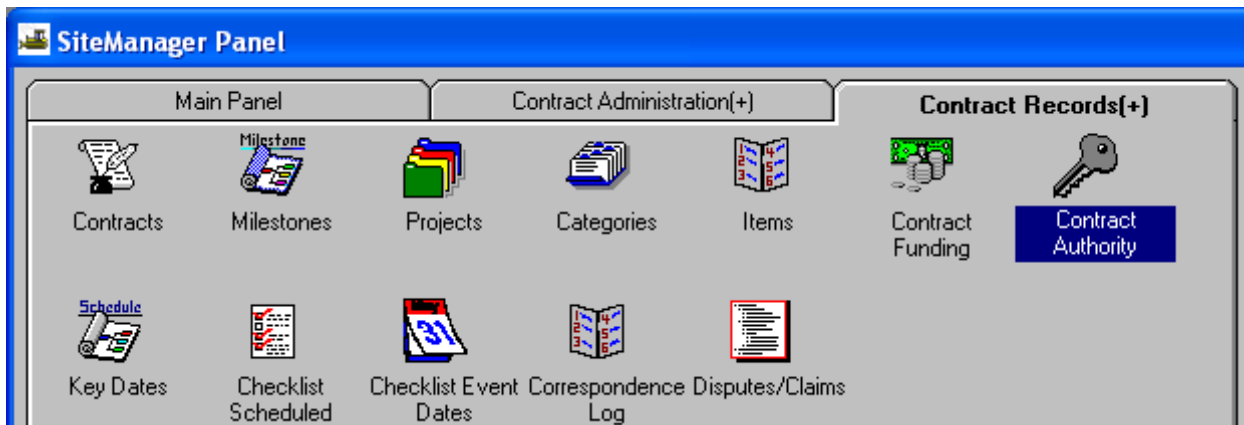 SiteManager Panel
Main Panel
Contract Administration(+)
Contract Records(+)
Milestone
Contracts
Milestones
Projects
Categories
Items
Contract
Funding
Contract
Authority
Schedule
31
Key Dates
Checklist
Scheduled
Checklist Event
Dates
Correspondence
Log
Disputes/Claims